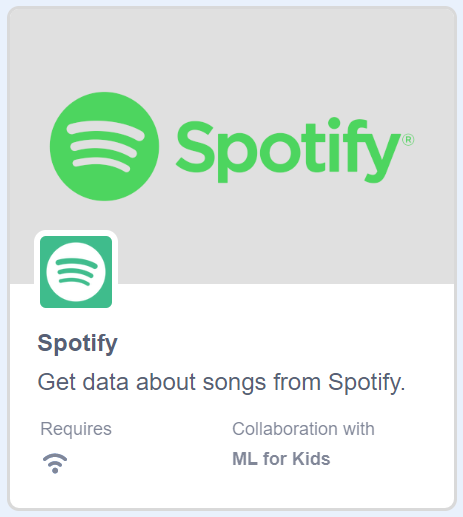 Spotify®
Spotify
Get data about songs from Spotify.
Requires
Collaboration with
ML for Kids